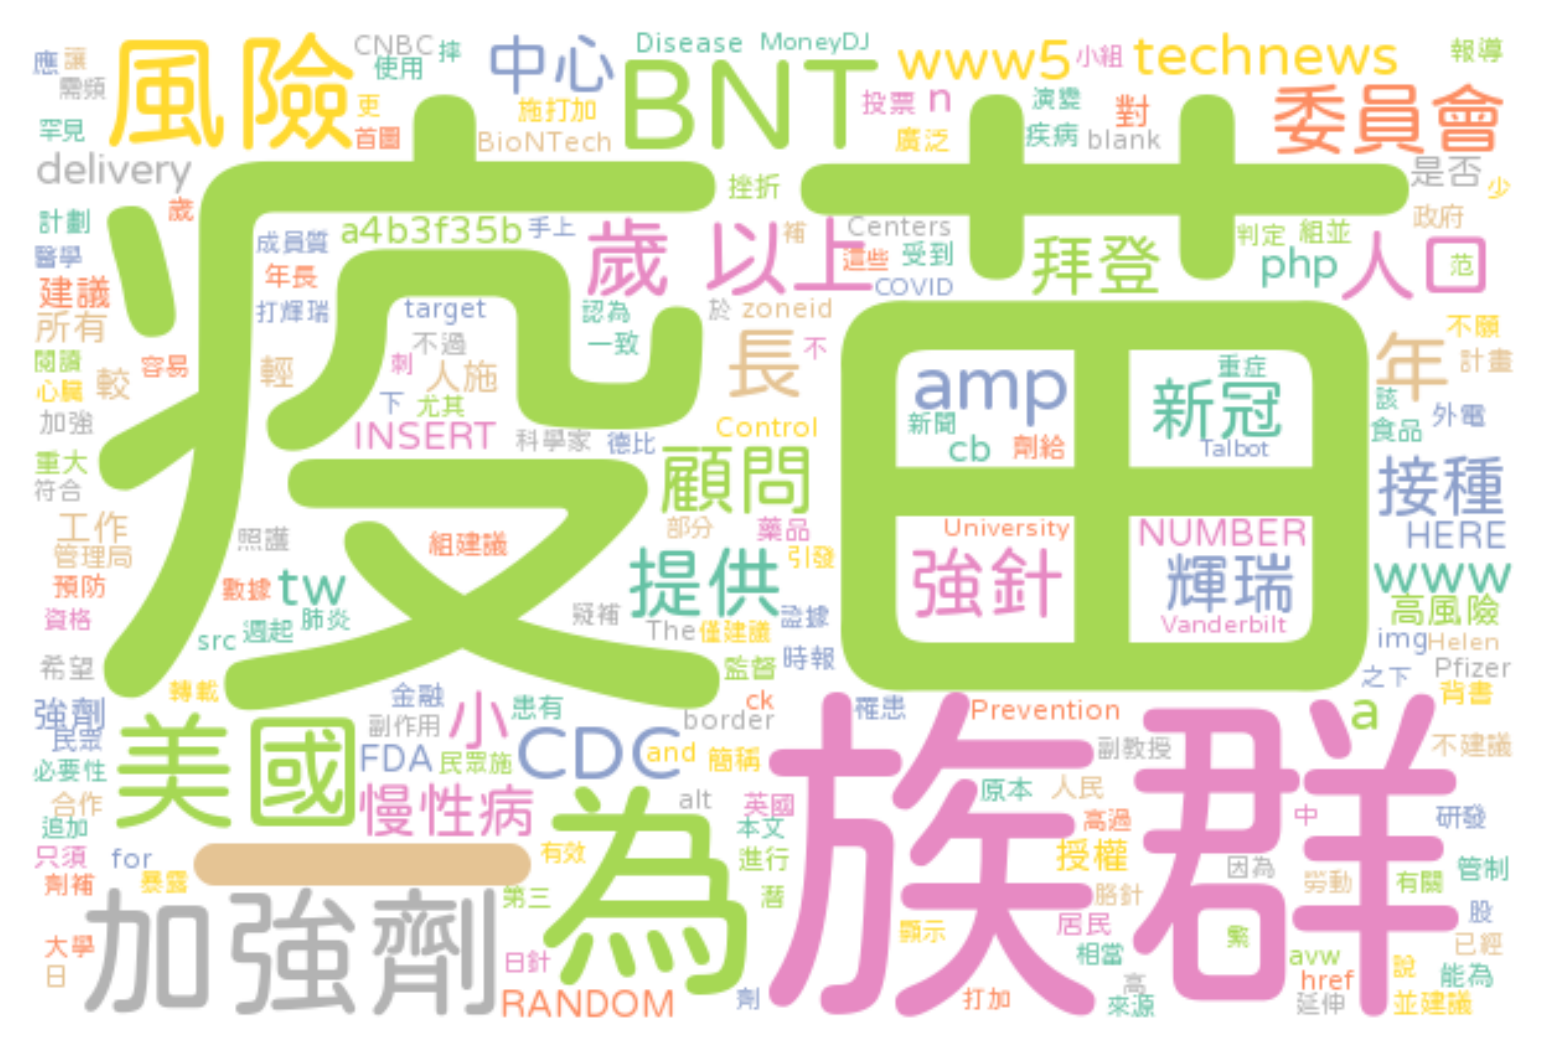 應 讓 風險 CNBC 摔 中心 Disease MoneyDJ www5 小組 technews 報導
需頻 使用 BNT
罕見 更 首圖 施打加 BioNTech 投票 n 演變 對 委員會
delivery 廣泛 疾病 blank 是否 少
疫苗
計劃 歲 挫折 政府
醫學 成員質 a4b3f35b 手上 歲 以上 補 Centers 拜登 判定 組並 人口 范
建議 年長 這些 受到 php
所有 打輝瑞 target 認為 於 zoneid COVID 不願
閱讀 容易 不過 一致 長 不 重症 年 計畫
心臟 較 輕 刺 人施 amp 新冠 該
加強 下 尤其 Control 新聞 外電
INSERT 科學家 德比 cb 劑給 Talbot 食品
重大 顧問 接種
符合
工作 照護 組建議 部分 藥品 University NUMBER HERE
管理局 引發
預防 數據 tw 提供 強針 輝瑞 www
資格 src 週起 肺炎 疑補 The 僅建議 證據 Vanderbilt 高風險
希望 監督 時報 img Helen
轉載 金融 ck 之下 Pfizer
強劑 副作用 小 患有 border 罹患 Prevention a 背書
民眾 美國 FDA 民眾施 CDC and 簡稱 族群 副教授 不建議
必要性
合作 慢性病 為 alt 英國 原本 人民 中 研發
追加 本文 高過
只須 for 一 有效 進行 授權 因為 管制
劑補 暴露 第三 潛 胳針 勞動 有關
加強劑 顯示 居民 繁 股
大學 日針 相當 avw 說 已經
日 RANDOM 劑 打加 高 href 能為
來源 延伸 並建議